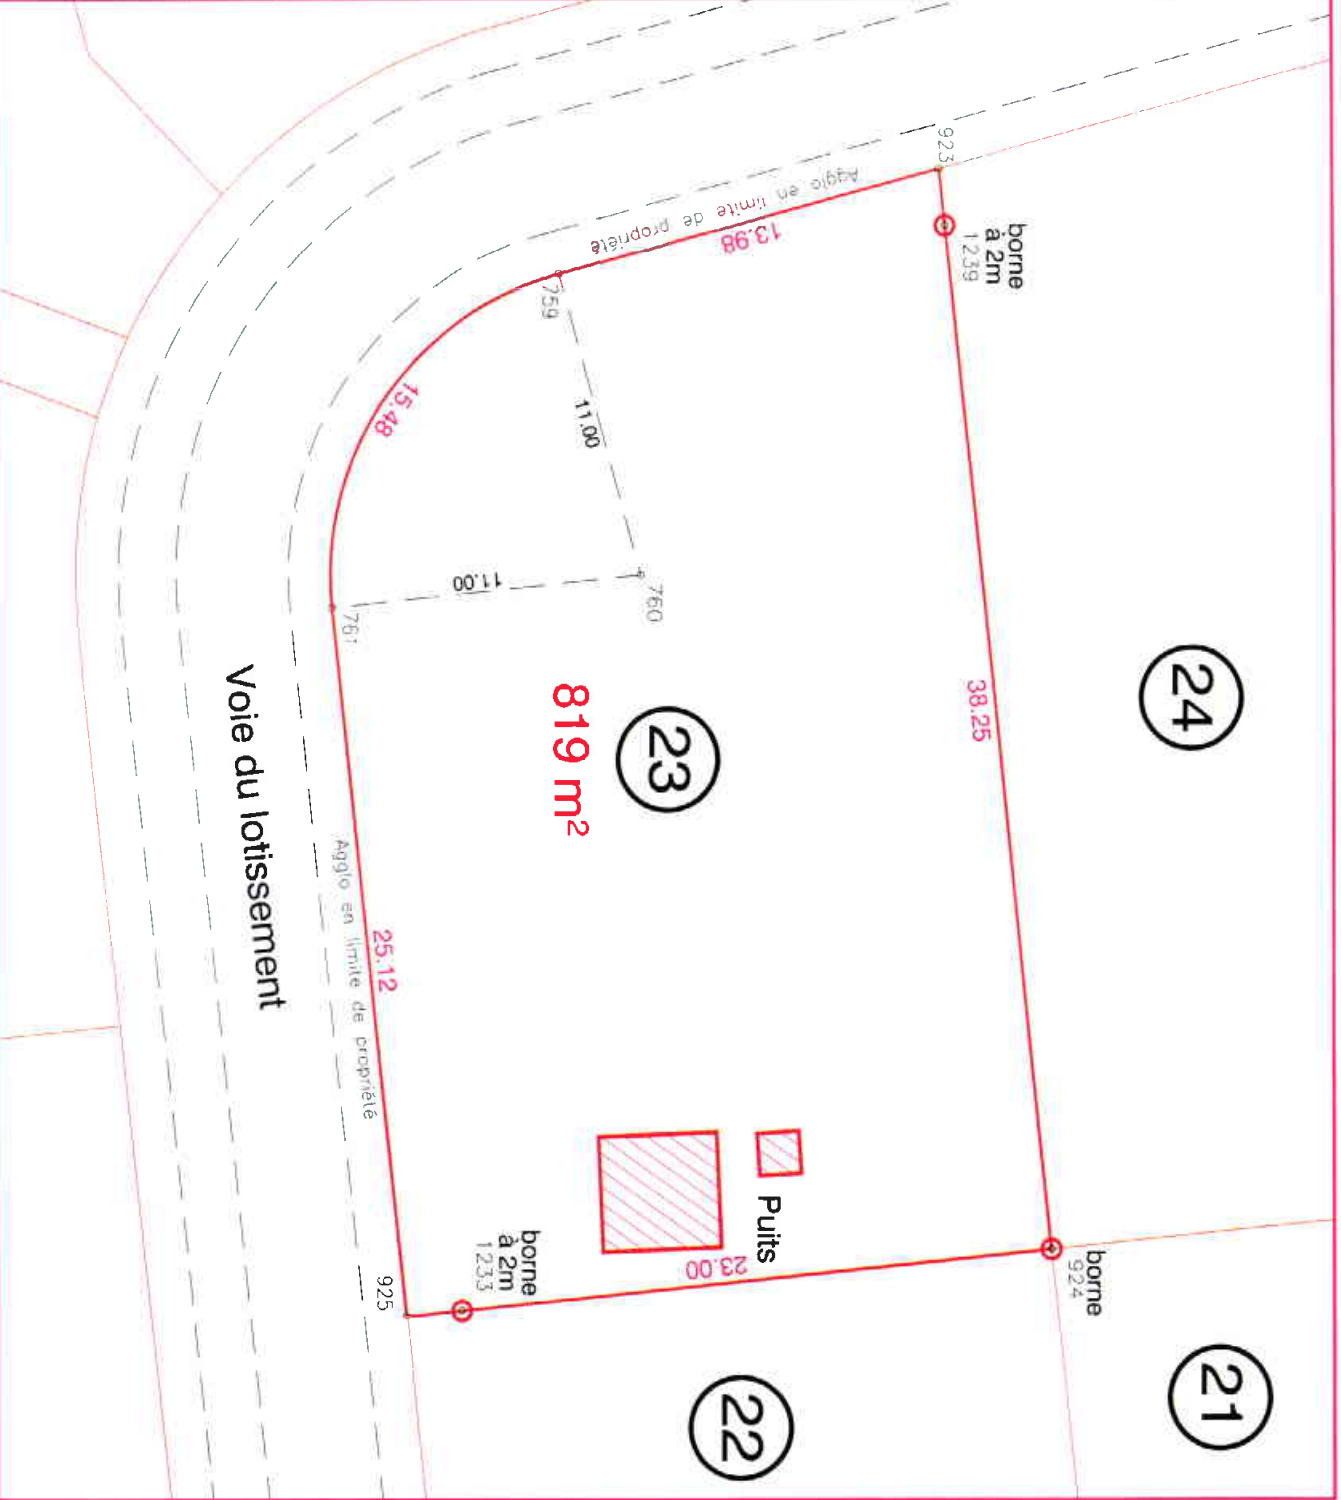 24
21
borne
à 2m
1239
923
38.25
borne
924
Agglo en limite de propriété
13.98
759
11.00
15.48
760
11.00
761
23
819 m²
Puits
23.00
22
borne
à 2m
1233
925
25.12
Agglo en limite de propriété
Voie du lotissement